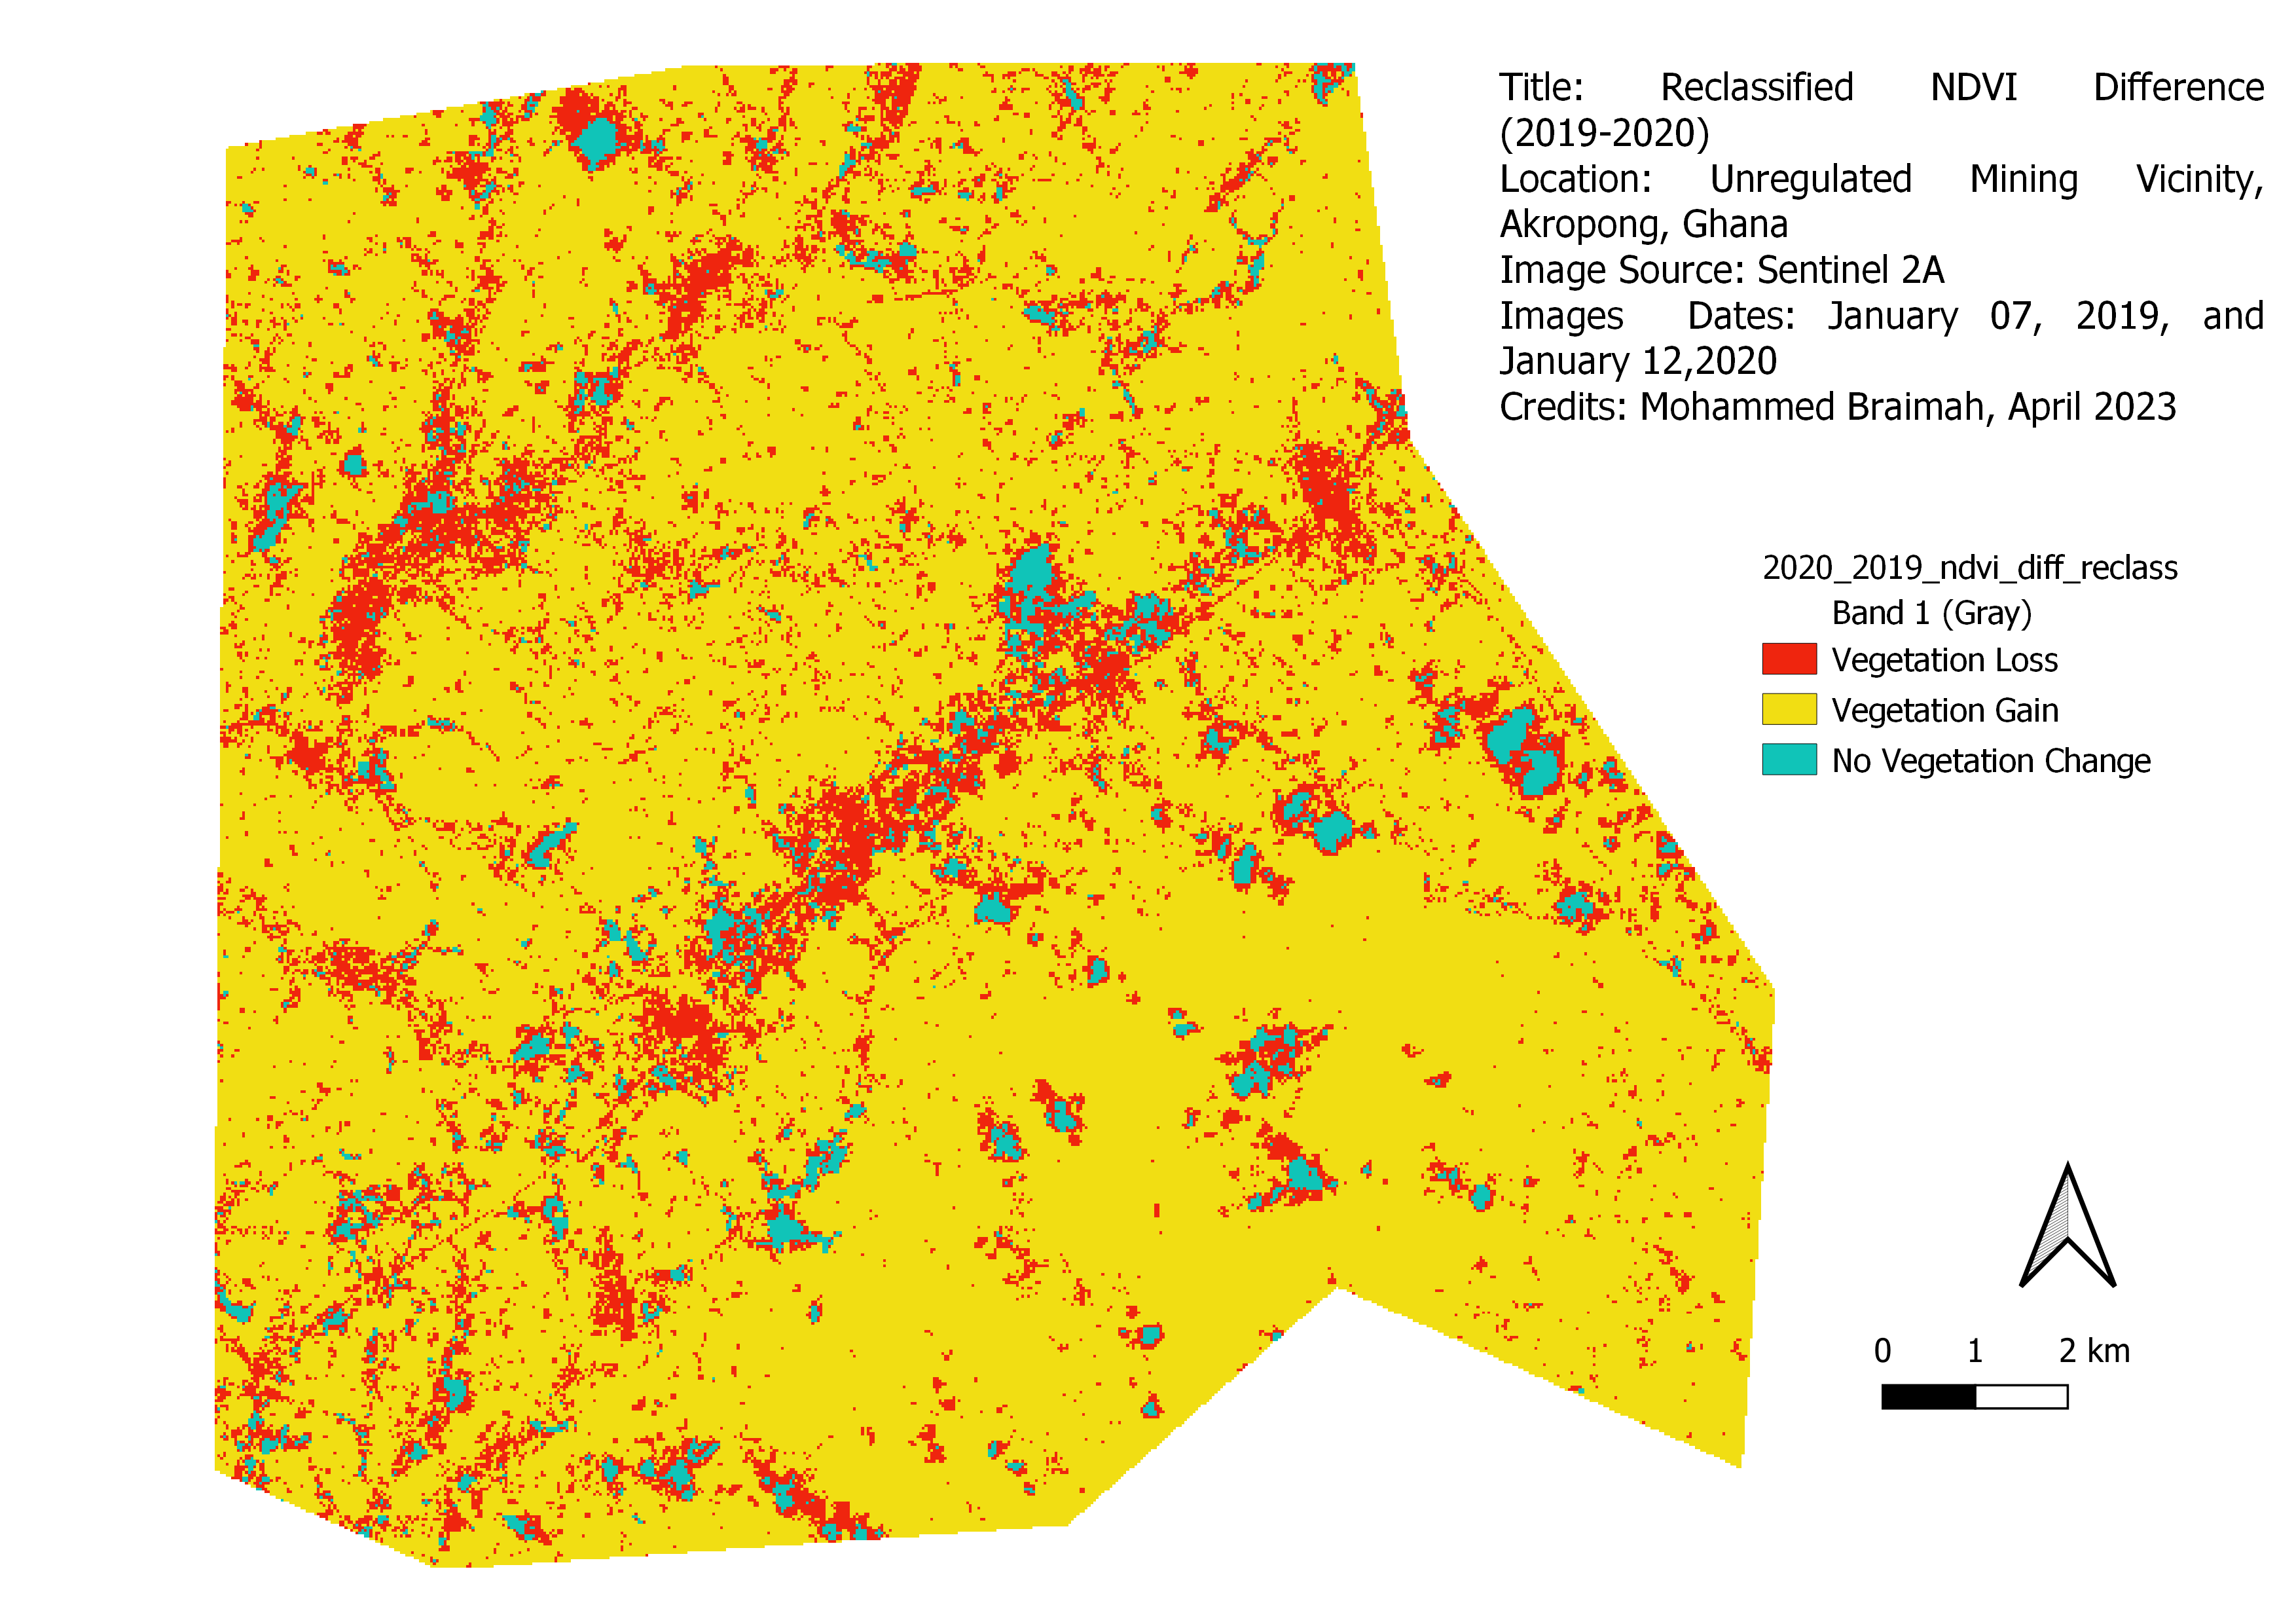 Title: Reclassified NDVI Difference
(2019-2020)
Location: Unregulated Mining Vicinity,
Akropong, Ghana
Image Source: Sentinel 2A
Images Dates: January 07, 2019, and
January 12,2020
Credits: Mohammed Braimah, April 2023
2020_2019_ndvi_diff_reclass
Band 1 (Gray)
Vegetation Loss
Vegetation Gain
No Vegetation Change
0 1 2 km